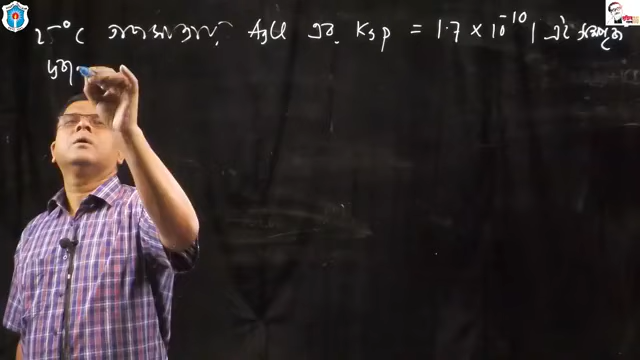 25°C তাপমাত্রায় AgCl এর Ksp = 1.7 × 10⁻¹⁰। এই